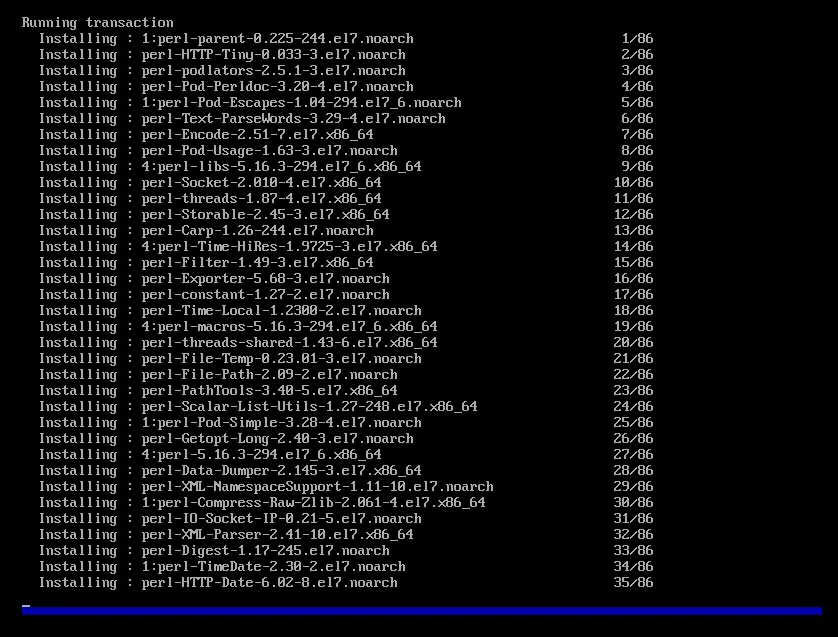 Running transaction
Installing : 1:perl-parent-0.225-244.el7.noarch 1/86
Installing : perl-HTTP-Tiny-0.033-3.el7.noarch 2/86
Installing : perl-podlators-2.5.1-3.el7.noarch 3/86
Installing : perl-Pod-Perldoc-3.20-4.el7.noarch 4/86
Installing : 1:perl-Pod-Escapes-1.04-294.el7_6.noarch 5/86
Installing : perl-Text-ParseWords-3.29-4.el7.noarch 6/86
Installing : perl-Encode-2.51-7.el7.x86_64 7/86
Installing : perl-Pod-Usage-1.63-3.el7.noarch 8/86
Installing : 4:perl-libs-5.16.3-294.el7_6.x86_64 9/86
Installing : perl-Socket-2.010-4.el7.x86_64 10/86
Installing : perl-threads-1.87-4.el7.x86_64 11/86
Installing : perl-Storable-2.45-3.el7.x86_64 12/86
Installing : perl-Carp-1.26-244.el7.noarch 13/86
Installing : 4:perl-Time-HiRes-1.9725-3.el7.x86_64 14/86
Installing : perl-Filter-1.49-3.el7.x86_64 15/86
Installing : perl-Exporter-5.68-3.el7.noarch 16/86
Installing : perl-constant-1.27-2.el7.noarch 17/86
Installing : perl-Time-Local-1.2300-2.el7.noarch 18/86
Installing : 4:perl-macros-5.16.3-294.el7_6.x86_64 19/86
Installing : perl-threads-shared-1.43-6.el7.x86_64 20/86
Installing : perl-File-Temp-0.23.01-3.el7.noarch 21/86
Installing : perl-File-Path-2.09-2.el7.noarch 22/86
Installing : perl-PathTools-3.40-5.el7.x86_64 23/86
Installing : perl-Scalar-List-Utils-1.27-248.el7.x86_64 24/86
Installing : 1:perl-Pod-Simple-3.28-4.el7.noarch 25/86
Installing : perl-Getopt-Long-2.40-3.el7.noarch 26/86
Installing : 4:perl-5.16.3-294.el7_6.x86_64 27/86
Installing : perl-Data-Dumper-2.145-3.el7.x86_64 28/86
Installing : perl-XML-NamespaceSupport-1.11-10.el7.noarch 29/86
Installing : 1:perl-Compress-Raw-Zlib-2.061-4.el7.x86_64 30/86
Installing : perl-IO-Socket-IP-0.21-5.el7.noarch 31/86
Installing : perl-XML-Parser-2.41-10.el7.x86_64 32/86
Installing : perl-Digest-1.17-245.el7.noarch 33/86
Installing : 1:perl-TimeDate-2.30-2.el7.noarch 34/86
Installing : perl-HTTP-Date-6.02-8.el7.noarch 35/86